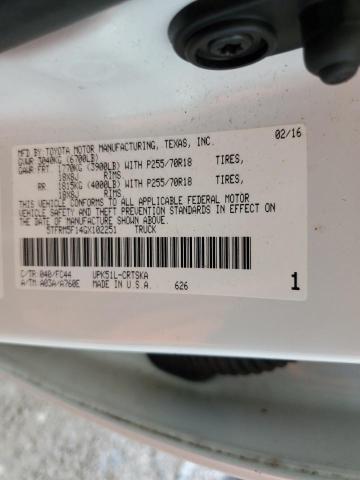 MFD BY: TOYOTA MOTOR MANUFACTURING, TEXAS, INC. 02/16
GVWR 3040KG (6700LB)
GAWR FRT 1770KG (3900LB) WITH P255/70R18 TIRES,
18X8J RIMS
RR 1815KG (4000LB) WITH P255/70R18 TIRES,
18X8J RIMS
THIS VEHICLE CONFORMS TO ALL APPLICABLE FEDERAL MOTOR
VEHICLE SAFETY AND THEFT PREVENTION STANDARDS IN EFFECT
ON THE DATE OF MANUFACTURE SHOWN ABOVE.
5TFRM5F14GX102251 TRUCK
C/TR: 040/FC44 UPK51L-CRTSKA
A/TM: A03A/A760E MADE IN U.S.A. 626 1